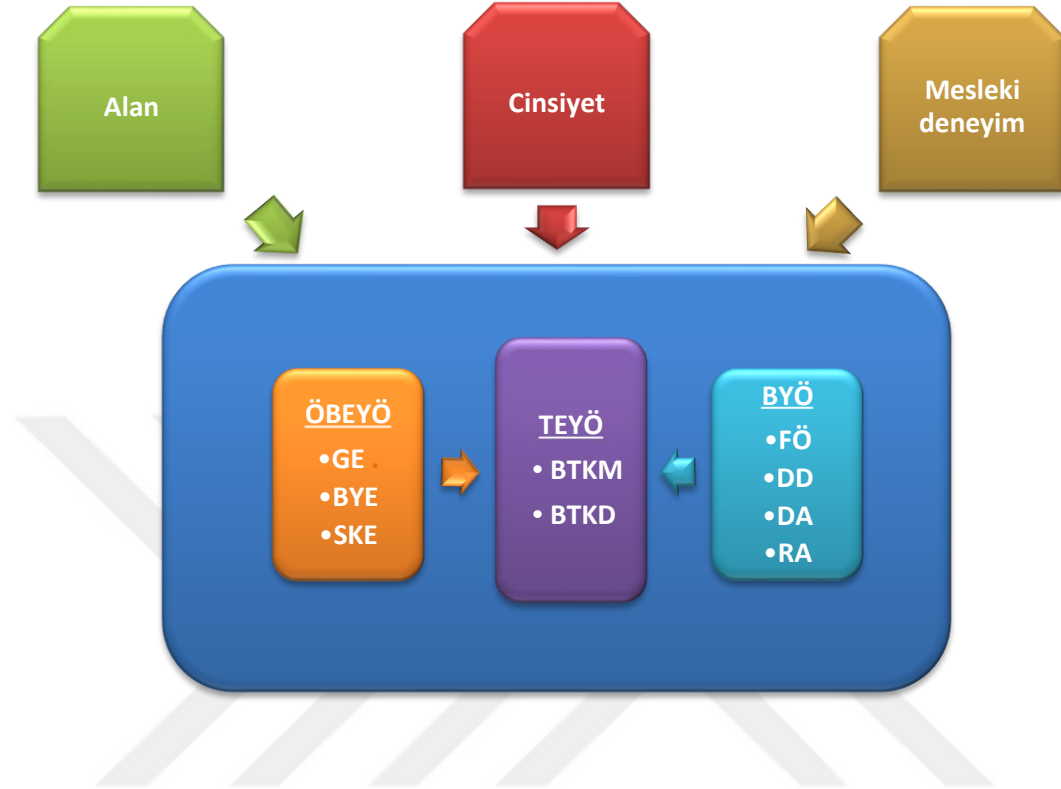 Alan
Cinsiyet
Mesleki
deneyim
ÖBEYÖ
•GE .
•BYE
•SKE
TEYÖ
• BTKM
• BTKD
BYÖ
•FÖ
•DD
•DA
•RA